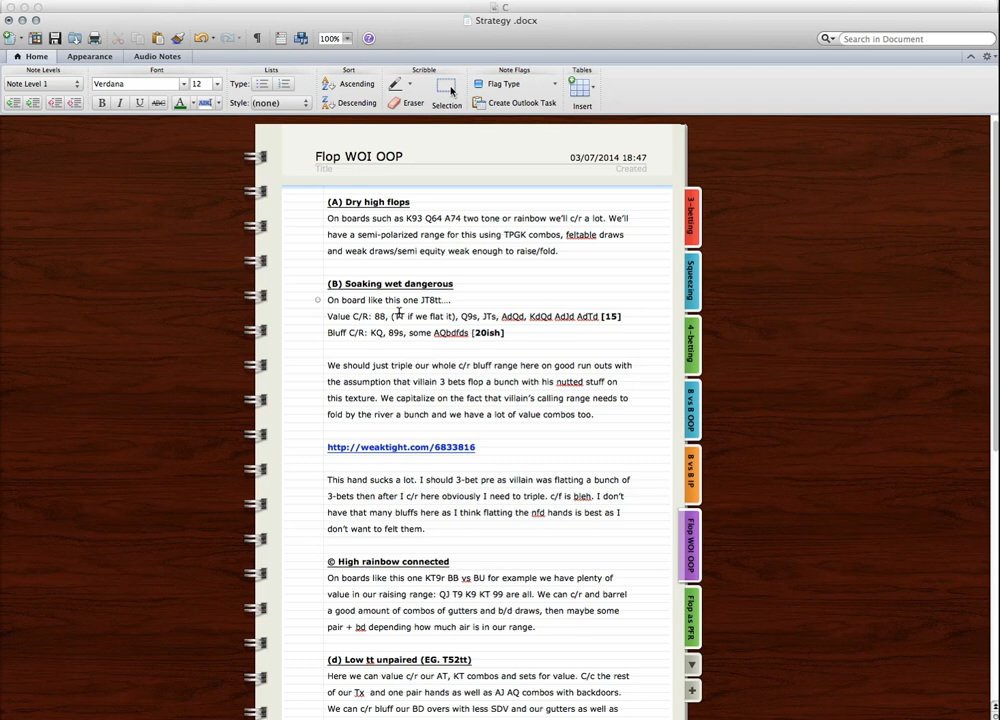 C
Strategy .docx
100%
Search in Document
Home Appearance Audio Notes
Note Levels Font Lists Sort Scribble Note Flags Tables
Note Level 1 Verdana 12 Type: Ascending Flag Type
B I U ABC A ABC Style: (none) Descending Eraser Selection Create Outlook Task Insert
Flop WOI OOP 03/07/2014 18:47
Title Created
(A) Dry high flops
On boards such as K93 Q64 A74 two tone or rainbow we'll c/r a lot. We'll
have a semi-polarized range for this using TPGK combos, feltable draws
and weak draws/semi equity weak enough to raise/fold.
(B) Soaking wet dangerous
On board like this one JT8tt....
Value C/R: 88, (TT if we flat it), Q9s, JTs, AdQd, KdQd AdJd AdTd [15]
Bluff C/R: KQ, 89s, some AQbdfds [20ish]
We should just triple our whole c/r bluff range here on good run outs with
the assumption that villain 3 bets flop a bunch with his nutted stuff on
this texture. We capitalize on the fact that villain's calling range needs to
fold by the river a bunch and we have a lot of value combos too.
http://weaktight.com/6833816
This hand sucks a lot. I should 3-bet pre as villain was flatting a bunch of
3-bets then after I c/r here obviously I need to triple. c/f is bleh. I don't
have that many bluffs here as I think flatting the nfd hands is best as I
don't want to felt them.
© High rainbow connected
On boards like this one KT9r BB vs BU for example we have plenty of
value in our raising range: QJ T9 K9 KT 99 are all. We can c/r and barrel
a good amount of combos of gutters and b/d draws, then maybe some
pair + bd depending how much air is in our range.
(d) Low tt unpaired (EG. T52tt)
Here we can value c/r our AT, KT combos and sets for value. C/c the rest
of our Tx and one pair hands as well as AJ AQ combos with backdoors.
We can c/r bluff our BD overs with less SDV and our gutters as well as
3-betting
Squeezing
4-betting
B vs B OOP
B vs B IP
Flop WOI OOP
Flop as PFR